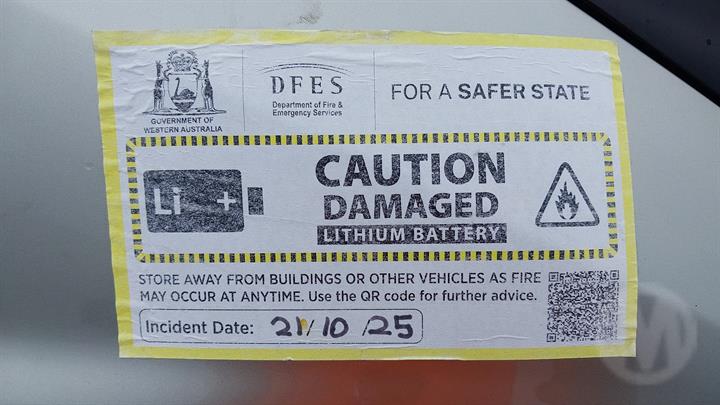 GOVERNMENT OF
WESTERN AUSTRALIA
DFES
Department of Fire &
Emergency Services
FOR A SAFER STATE
Li +
CAUTION
DAMAGED
LITHIUM BATTERY
STORE AWAY FROM BUILDINGS OR OTHER VEHICLES AS FIRE
MAY OCCUR AT ANYTIME. Use the QR code for further advice.
Incident Date: 21/10/25
W